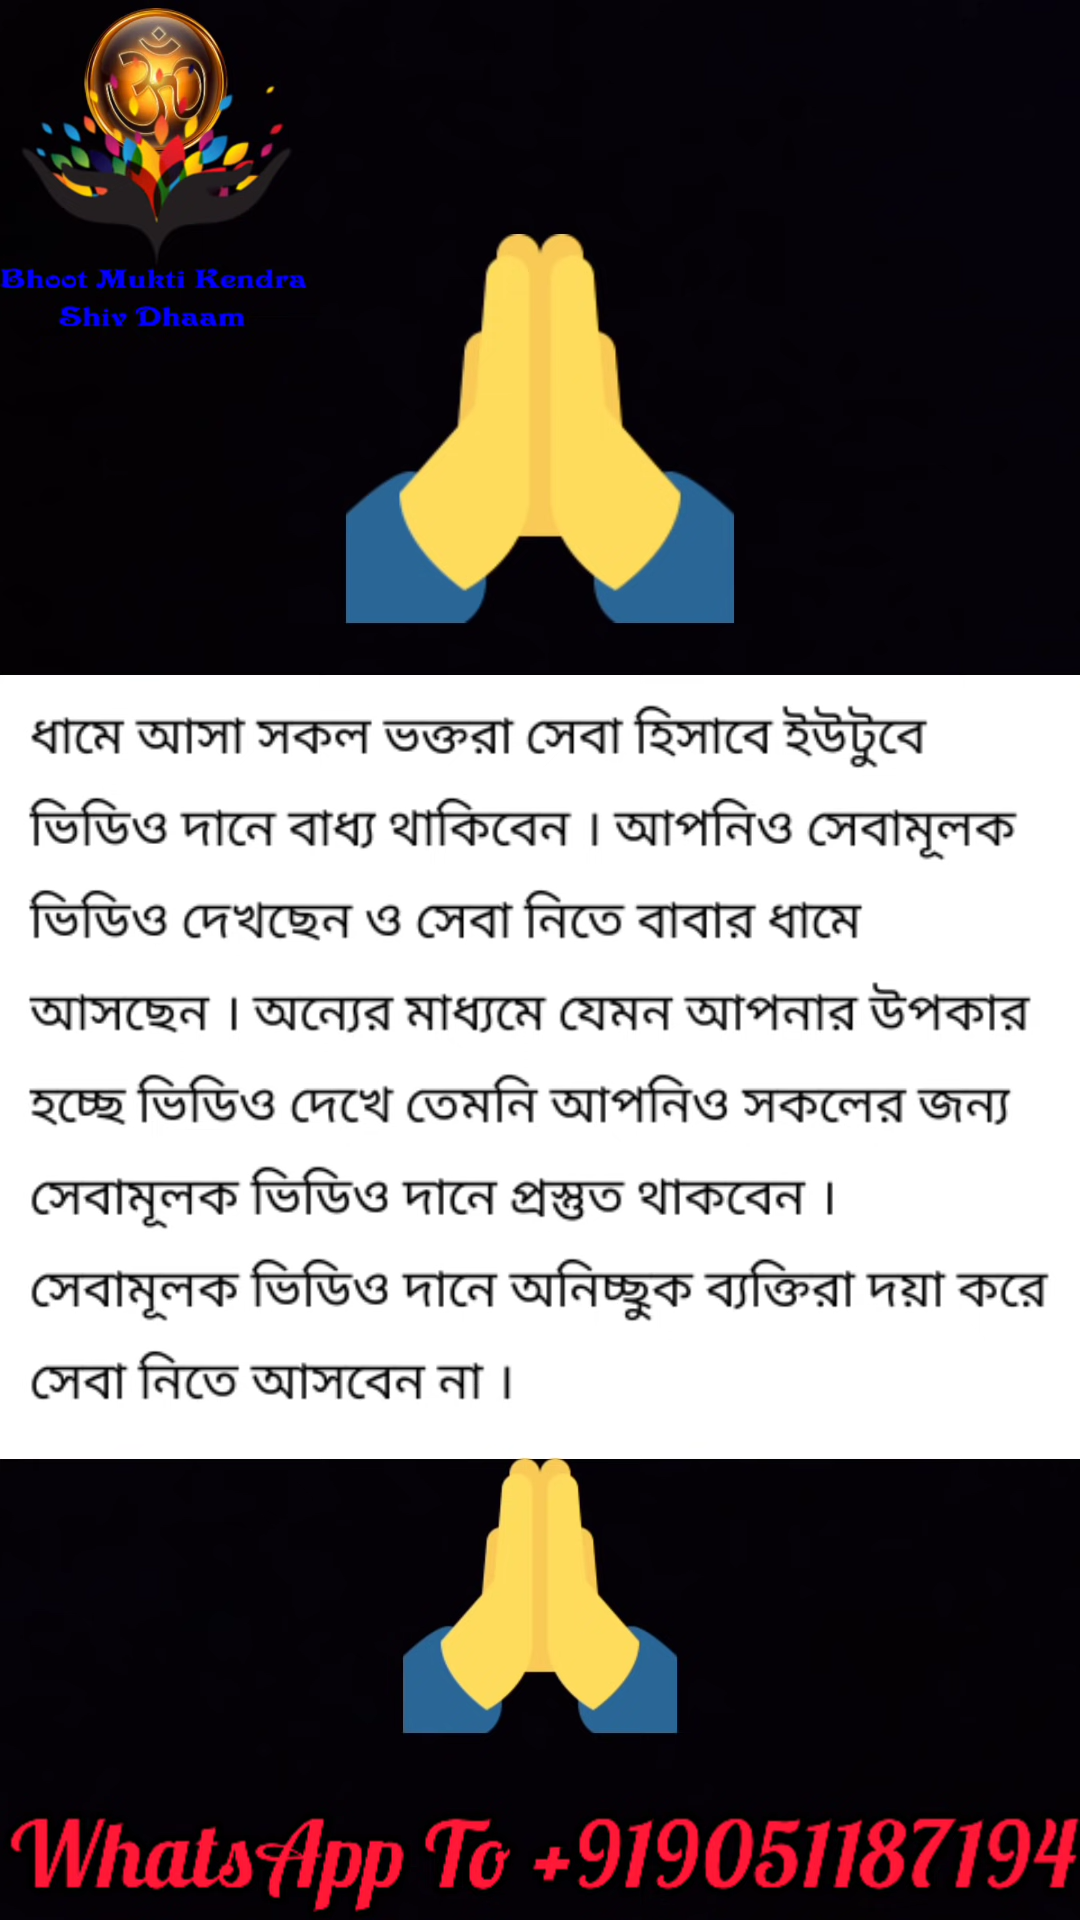 Bhoot Mukti Kendra
Shiv Dhaam
ধামে আসা সকল ভক্তরা সেবা হিসাবে ইউটুবে
ভিডিও দানে বাধ্য থাকিবেন । আপনিও সেবামূলক
ভিডিও দেখছেন ও সেবা নিতে বাবার ধামে
আসছেন । অন্যের মাধ্যমে যেমন আপনার উপকার
হচ্ছে ভিডিও দেখে তেমনি আপনিও সকলের জন্য
সেবামূলক ভিডিও দানে প্রস্তুত থাকবেন ।
সেবামূলক ভিডিও দানে অনিচ্ছুক ব্যক্তিরা দয়া করে
সেবা নিতে আসবেন না ।
WhatsApp To +919051187194